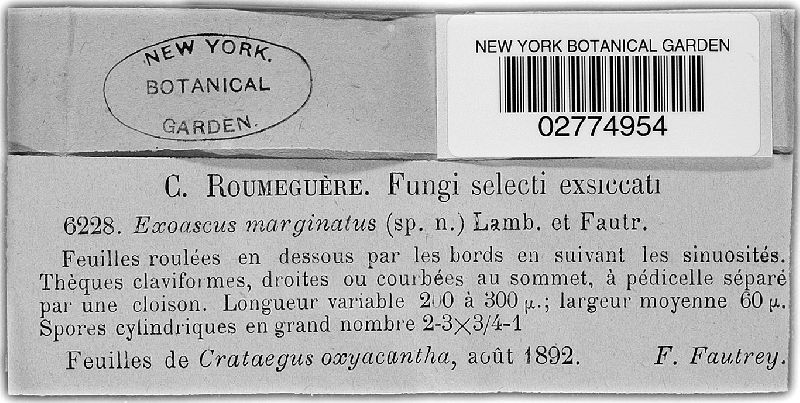 NEW YORK.
BOTANICAL
GARDEN.
NEW YORK BOTANICAL GARDEN
02774954
C. ROUMEGUÈRE. Fungi selecti exsiccati
6228. Exoascus marginatus (sp. n.) Lamb. et Fautr.
Feuilles roulées en dessous par les bords en suivant les sinuosités.
Thèques claviformes, droites ou courbées au sommet, à pédicelle séparé
par une cloison. Longueur variable 200 à 300 µ.; largeur moyenne 60 µ.
Spores cylindriques en grand nombre 2-3×3/4-1
Feuilles de Crataegus oxyacantha, août 1892. F. Fautrey.